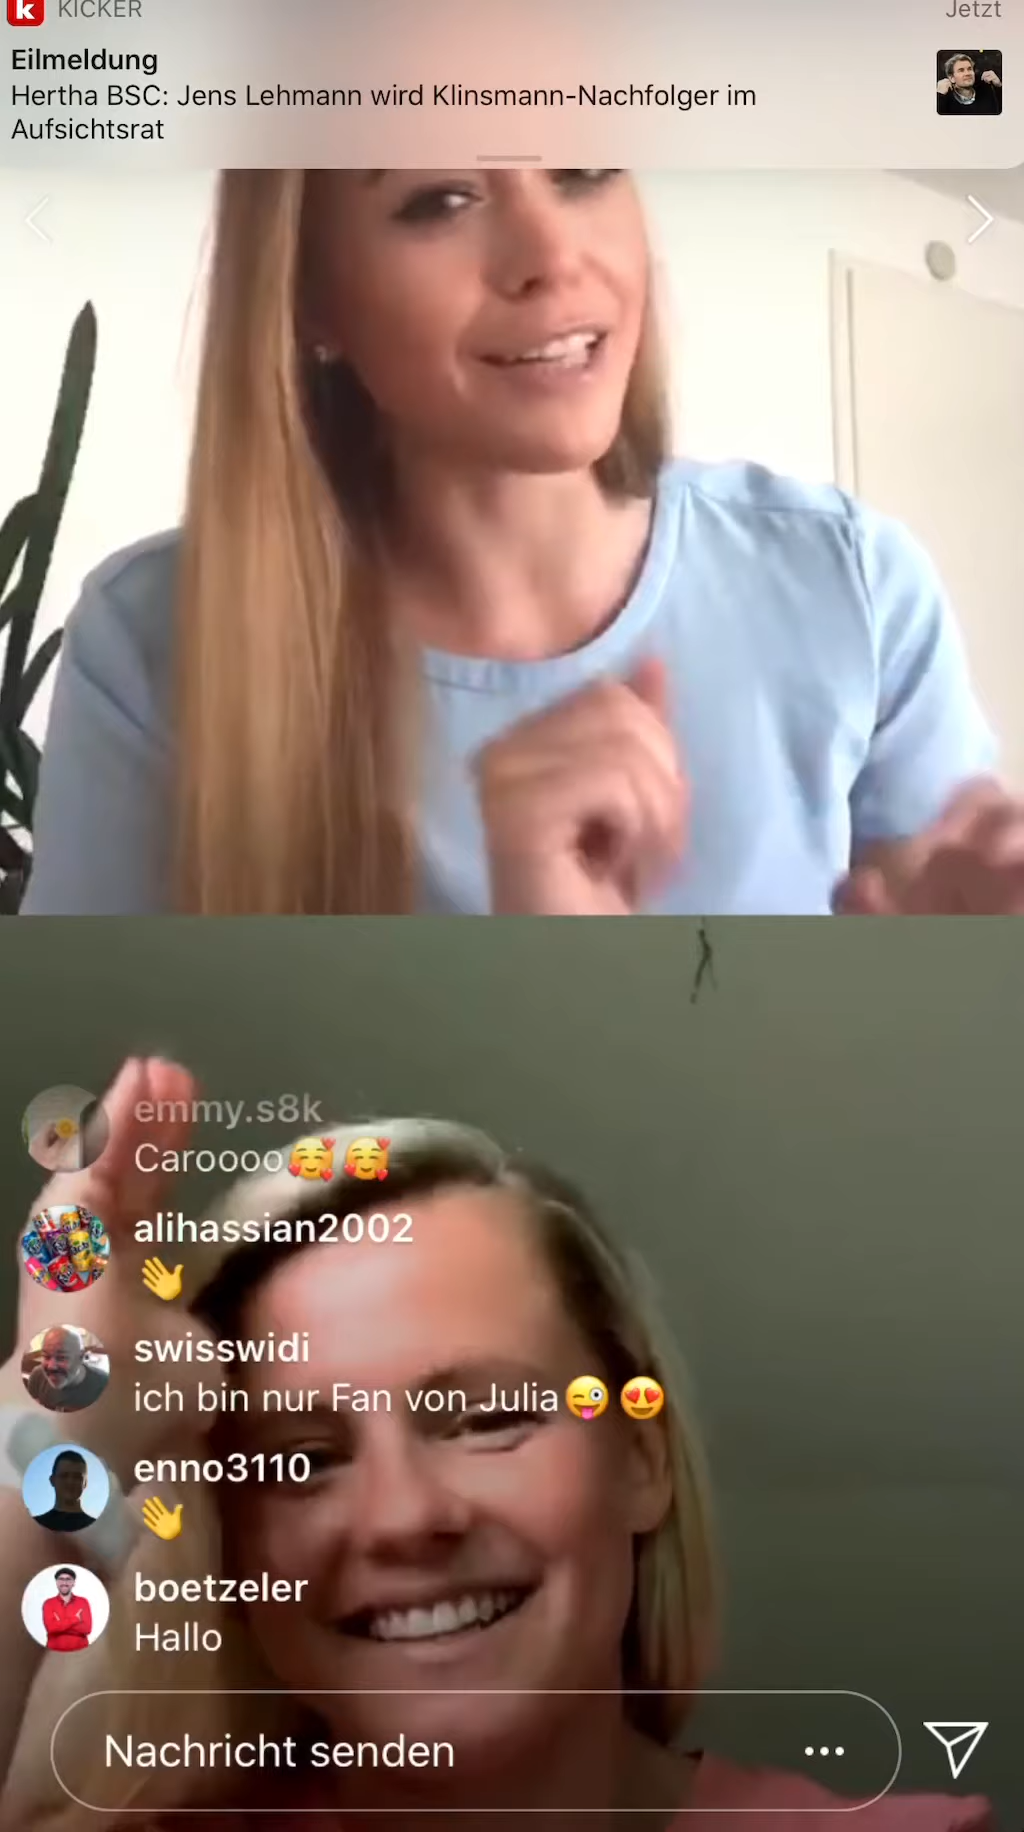 k KICKER
Jetzt
Eilmeldung
Hertha BSC: Jens Lehmann wird Klinsmann-Nachfolger im
Aufsichtsrat
emmy.s8k
Caroooo🥰🥰
alihassian2002
👋
swisswidi
ich bin nur Fan von Julia😜😍
enno3110
👋
boetzeler
Hallo
Nachricht senden